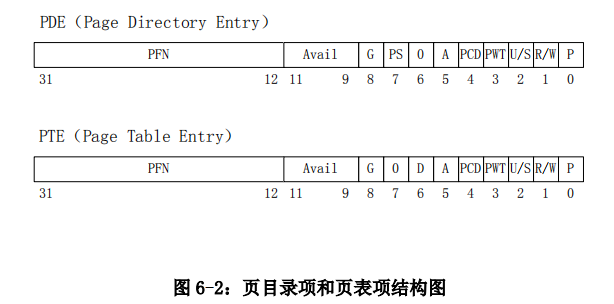 PDE（Page Directory Entry）
PFN Avail G PS 0 A PCD PWT U/S R/W P
31 12 11 9 8 7 6 5 4 3 2 1 0
PTE（Page Table Entry）
PFN Avail G 0 D A PCD PWT U/S R/W P
31 12 11 9 8 7 6 5 4 3 2 1 0
图 6-2：页目录项和页表项结构图